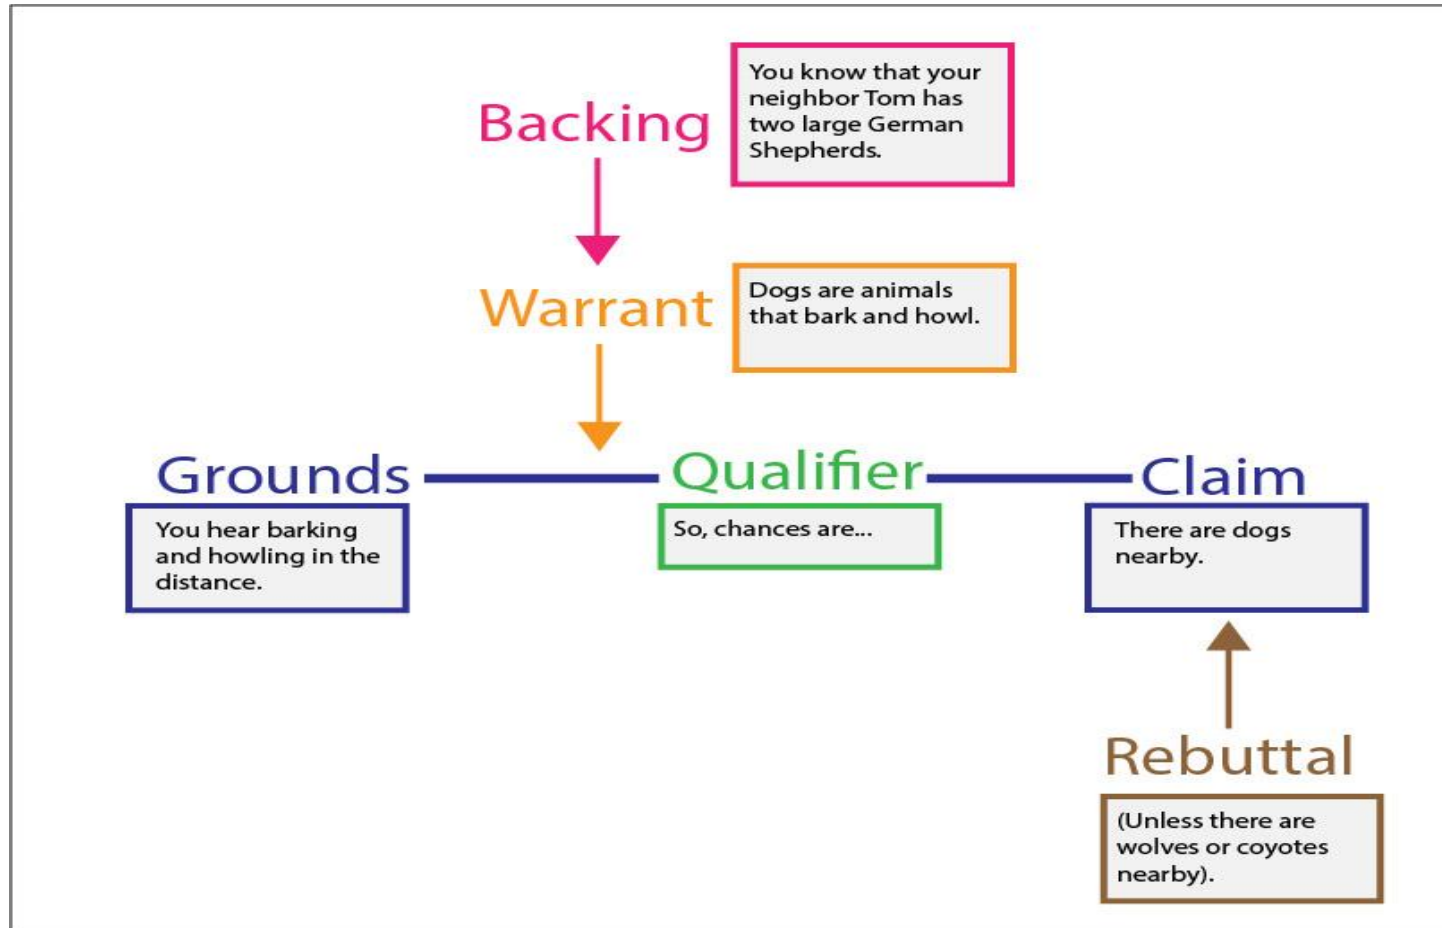 Backing
You know that your
neighbor Tom has
two large German
Shepherds.
Warrant
Dogs are animals
that bark and howl.
Grounds
You hear barking
and howling in the
distance.
Qualifier
So, chances are...
Claim
There are dogs
nearby.
Rebuttal
(Unless there are
wolves or coyotes
nearby).